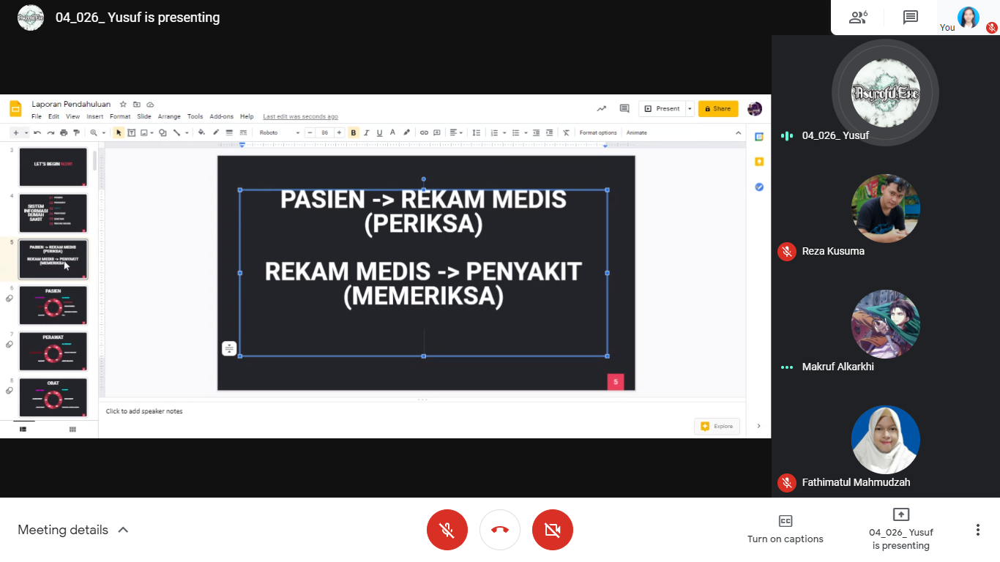 04_026_ Yusuf is presenting
6
You
Laporan Pendahuluan
File Edit View Insert Format Slide Arrange Tools Add-ons Help Last edit was seconds ago
Present
Share
Roboto
86
B I U A
Format options
Animate
3
LET'S BEGIN NOW!
4
SISTEM
INFORMASI
RUMAH
SAKIT
5
PASIEN -> REKAM MEDIS
(PERIKSA)
REKAM MEDIS -> PENYAKIT
(MEMERIKSA)
6
PASIEN
7
PERAWAT
8
OBAT
PASIEN -> REKAM MEDIS
(PERIKSA)
REKAM MEDIS -> PENYAKIT
(MEMERIKSA)
5
Click to add speaker notes
Explore
Asyroful.Exe
04_026_ Yusuf
Reza Kusuma
Makruf Alkarkhi
Fathimatul Mahmudzah
Meeting details
CC
Turn on captions
04_026_ Yusuf
is presenting